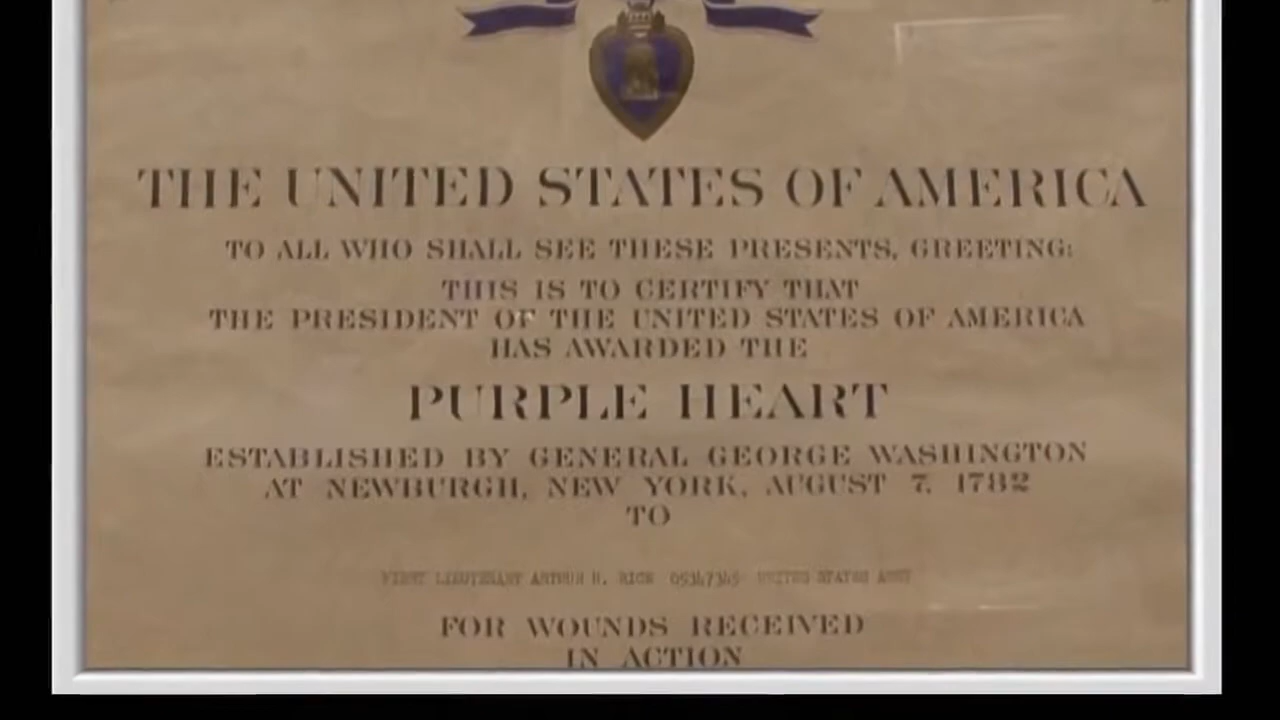 THE UNITED STATES OF AMERICA
TO ALL WHO SHALL SEE THESE PRESENTS, GREETING:
THIS IS TO CERTIFY THAT
THE PRESIDENT OF THE UNITED STATES OF AMERICA
HAS AWARDED THE
PURPLE HEART
ESTABLISHED BY GENERAL GEORGE WASHINGTON
AT NEWBURGH, NEW YORK, AUGUST 7, 1782
TO
FIRST LIEUTENANT ARTHUR RICE UNITED STATES ARMY
FOR WOUNDS RECEIVED
IN ACTION